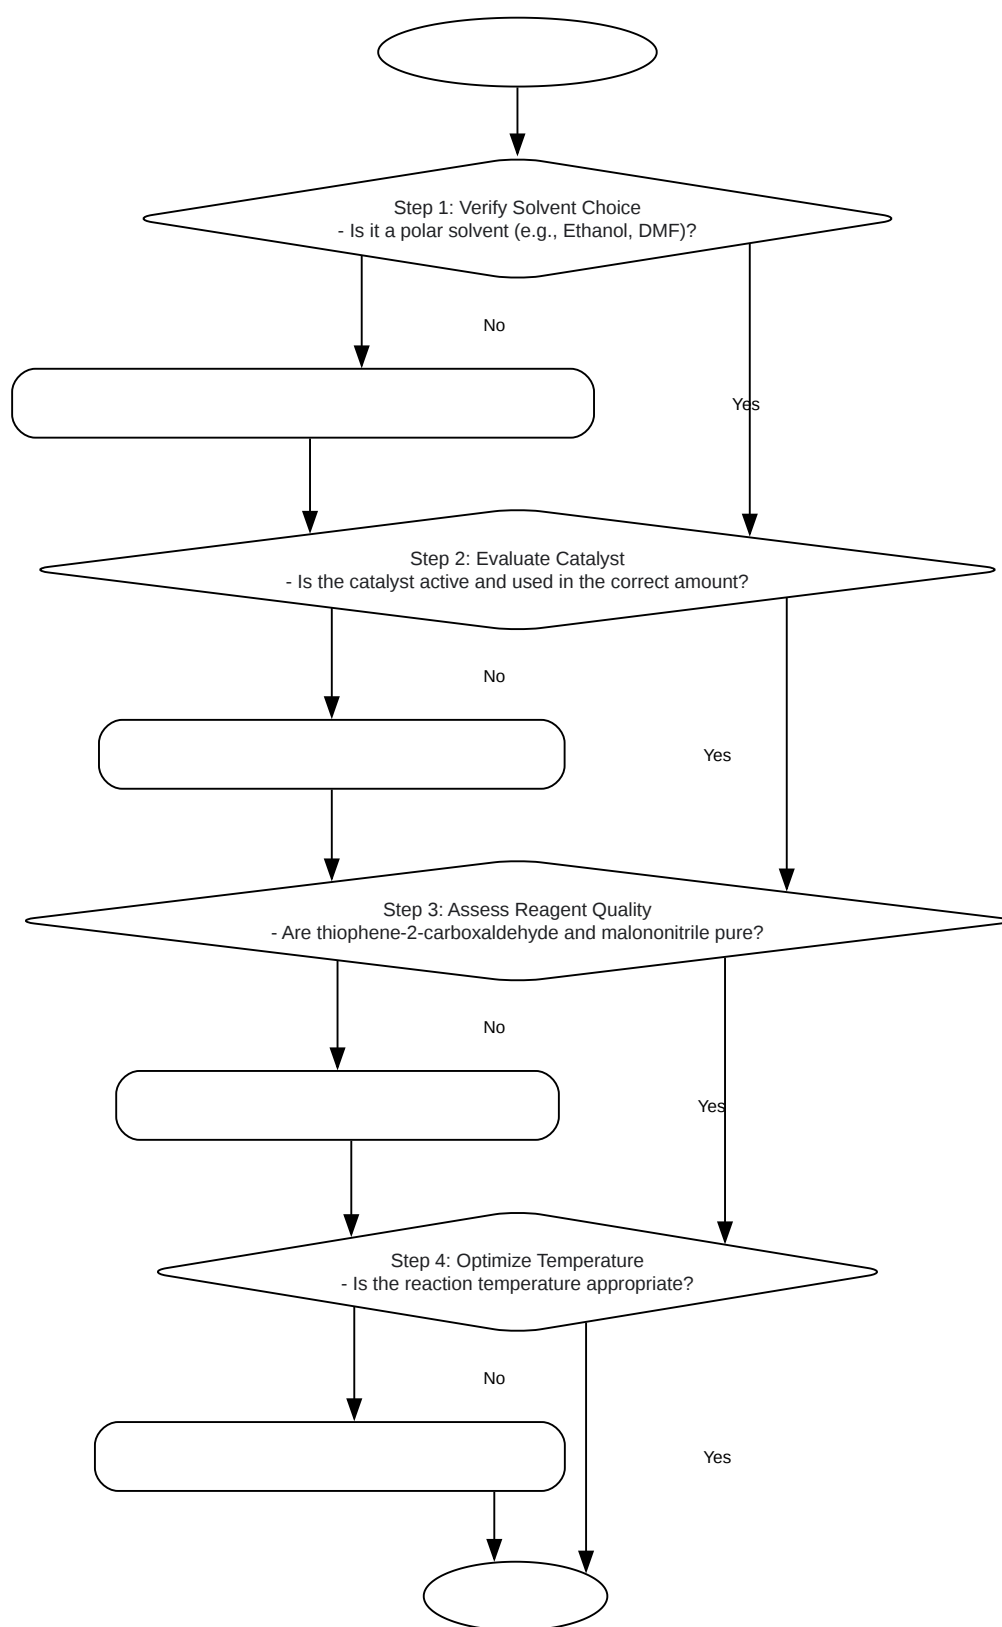 Step 1: Verify Solvent Choice
- Is it a polar solvent (e.g., Ethanol, DMF)?
No
Yes
Step 2: Evaluate Catalyst
- Is the catalyst active and used in the correct amount?
No
Yes
Step 3: Assess Reagent Quality
- Are thiophene-2-carboxaldehyde and malononitrile pure?
No
Yes
Step 4: Optimize Temperature
- Is the reaction temperature appropriate?
No
Yes